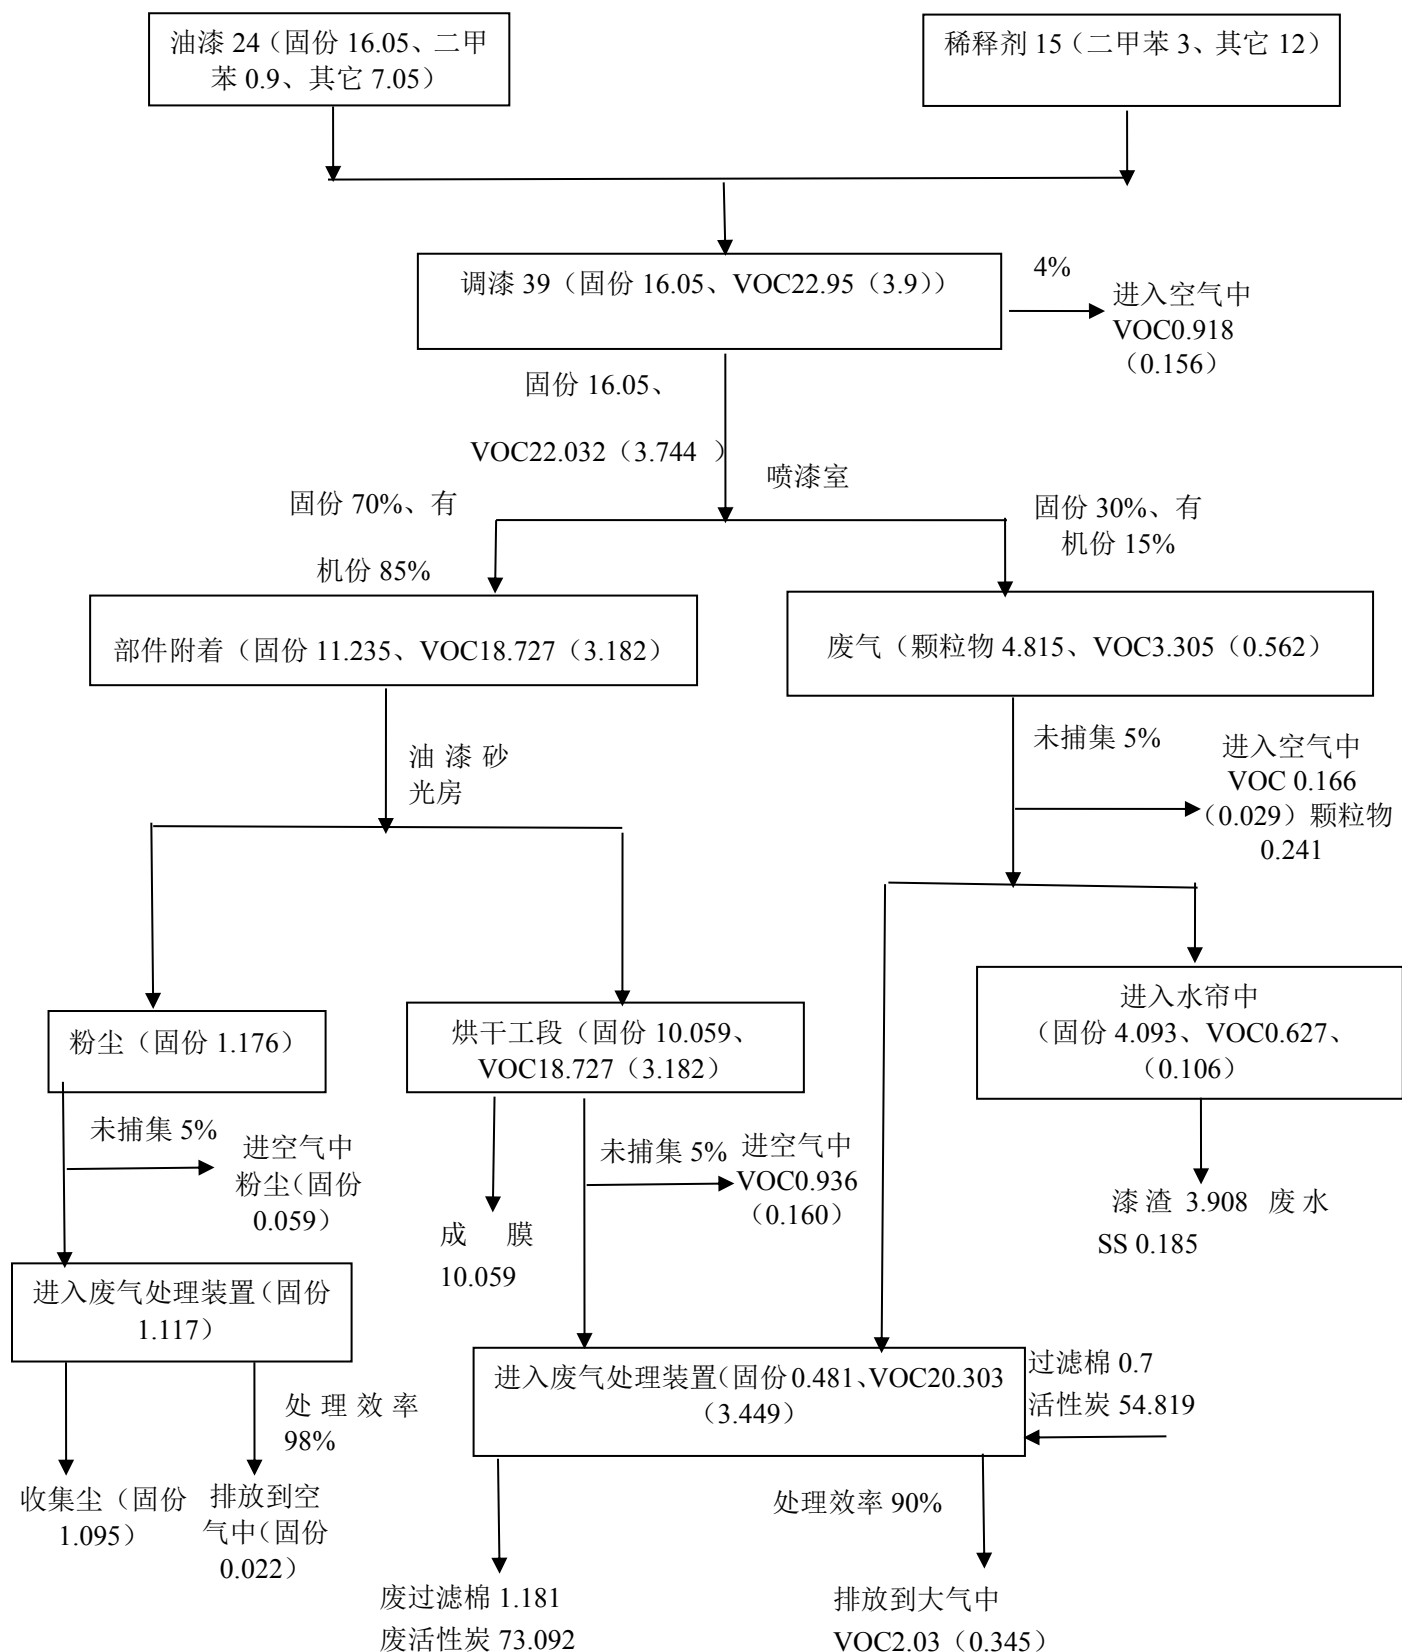 油漆 24（固份 16.05、二甲
苯 0.9、其它 7.05）
稀释剂 15（二甲苯 3、其它 12）
调漆 39（固份 16.05、VOC22.95（3.9））
4%
进入空气中
VOC0.918
（0.156）
固份 16.05、
VOC22.032（3.744 ）
喷漆室
固份 70%、有
机份 85%
固份 30%、有
机份 15%
部件附着（固份 11.235、VOC18.727（3.182）
废气（颗粒物 4.815、VOC3.305（0.562）
油 漆 砂
光房
未捕集 5%
进入空气中
VOC 0.166
（0.029）颗粒物
0.241
粉尘（固份 1.176）
烘干工段（固份 10.059、
VOC18.727（3.182）
进入水帘中
（固份 4.093、VOC0.627、
（0.106）
未捕集 5%
进空气中
粉尘（固份
0.059）
未捕集 5%
进空气中
VOC0.936
（0.160）
成 膜
10.059
漆 渣 3.908 废 水
SS 0.185
进入废气处理装置（固份
1.117）
进入废气处理装置（固份 0.481、VOC20.303
（3.449）
过滤棉 0.7
活性炭 54.819
处 理 效 率
98%
收集尘（固份
1.095）
排放到空
气中（固份
0.022）
处理效率 90%
废过滤棉 1.181
废活性炭 73.092
排放到大气中
VOC2.03（0.345）